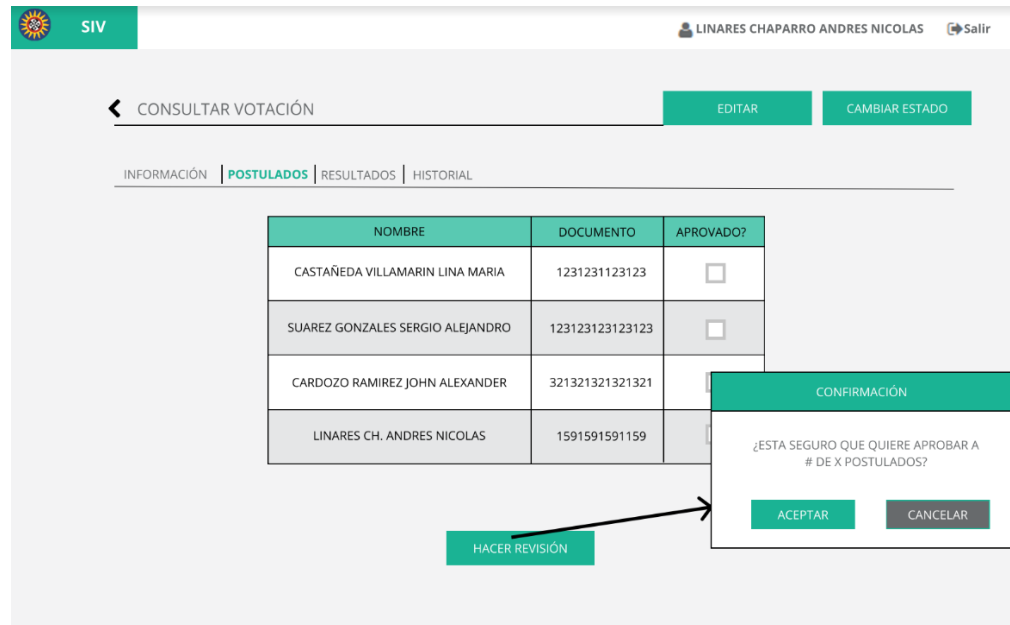 SIV
LINARES CHAPARRO ANDRES NICOLAS
Salir
CONSULTAR VOTACIÓN
EDITAR
CAMBIAR ESTADO
INFORMACIÓN
POSTULADOS
RESULTADOS
HISTORIAL
NOMBRE DOCUMENTO APROVADO?
CASTAÑEDA VILLAMARIN LINA MARIA 1231231123123
SUAREZ GONZALES SERGIO ALEJANDRO 123123123123123
CARDOZO RAMIREZ JOHN ALEXANDER 321321321321321
LINARES CH. ANDRES NICOLAS 1591591591159
CONFIRMACIÓN
¿ESTA SEGURO QUE QUIERE APROBAR A
# DE X POSTULADOS?
ACEPTAR
CANCELAR
HACER REVISIÓN